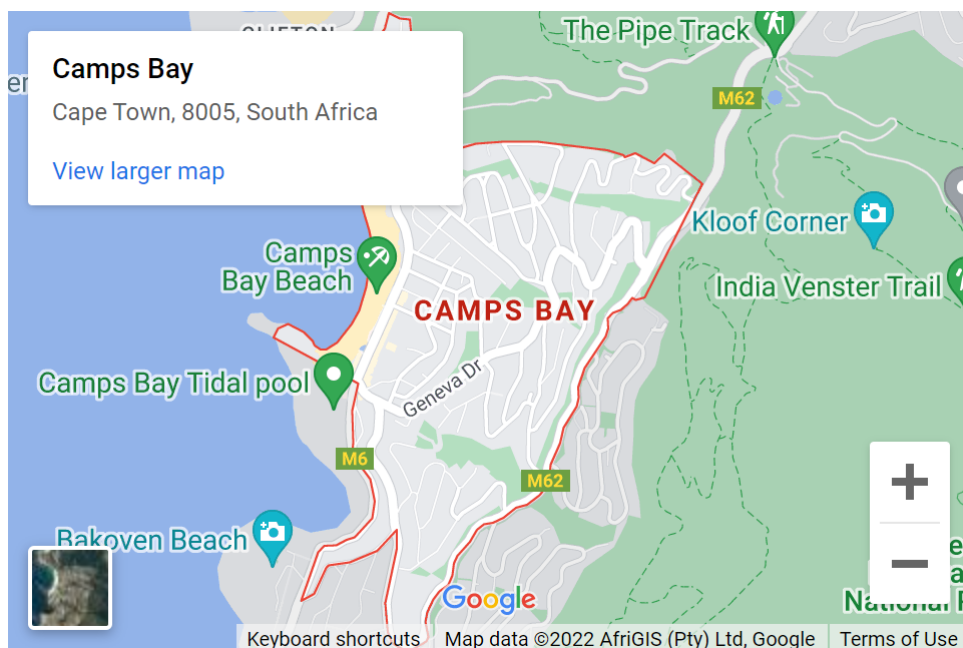 CLIFTON
Camps Bay
Cape Town, 8005, South Africa
View larger map
The Pipe Track
M62
Kloof Corner
Camps
Bay Beach
India Venster Trail
CAMPS BAY
Camps Bay Tidal pool
Geneva Dr
M6
M62
Bakoven Beach
Google
Keyboard shortcuts
Map data ©2022 AfriGIS (Pty) Ltd, Google
Terms of Use